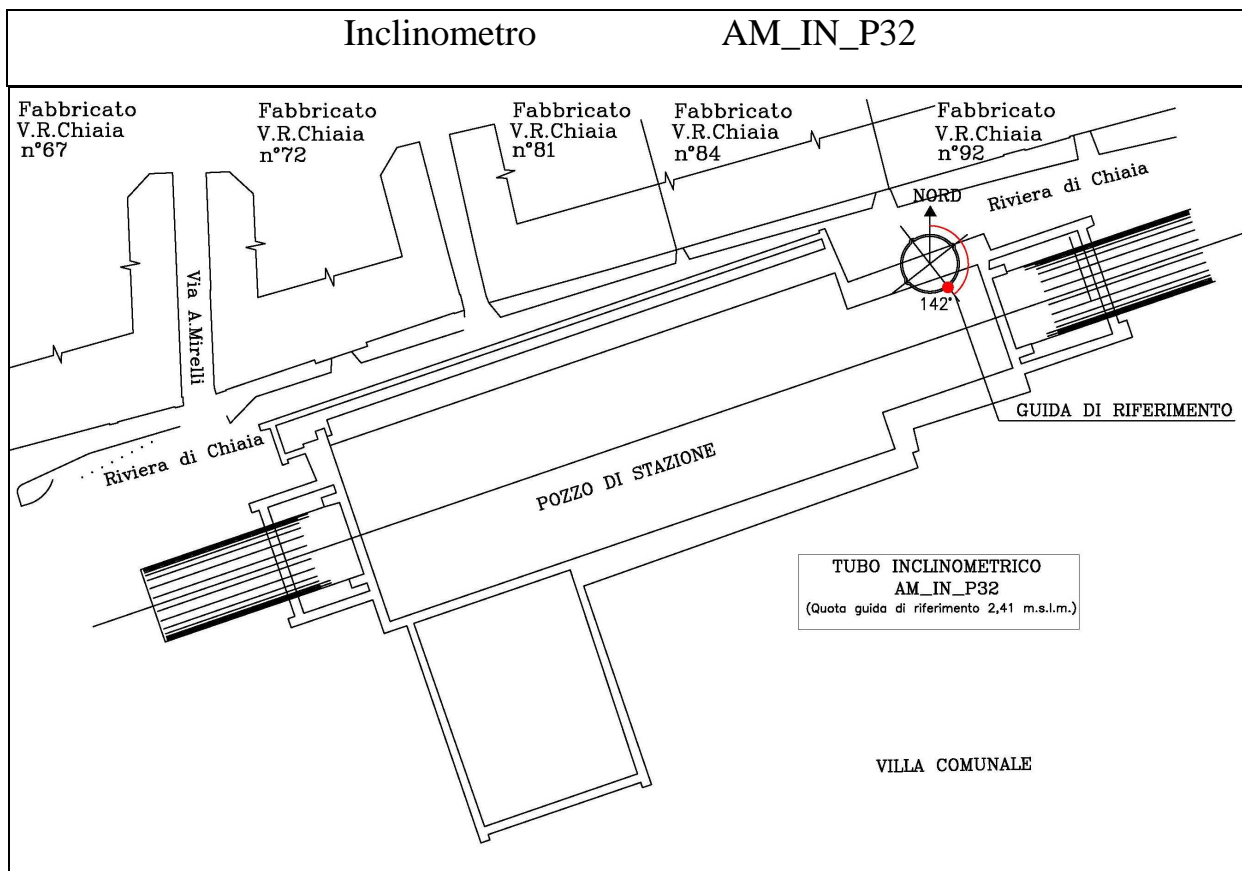 Inclinometro AM_IN_P32
Fabbricato
V.R.Chiaia
n°67
Fabbricato
V.R.Chiaia
n°72
Fabbricato
V.R.Chiaia
n°81
Fabbricato
V.R.Chiaia
n°84
Fabbricato
V.R.Chiaia
n°92
NORD
Riviera di Chiaia
Via A.Mirelli
142°
GUIDA DI RIFERIMENTO
Riviera di Chiaia
POZZO DI STAZIONE
TUBO INCLINOMETRICO
AM_IN_P32
(Quota guida di riferimento 2,41 m.s.l.m.)
VILLA COMUNALE